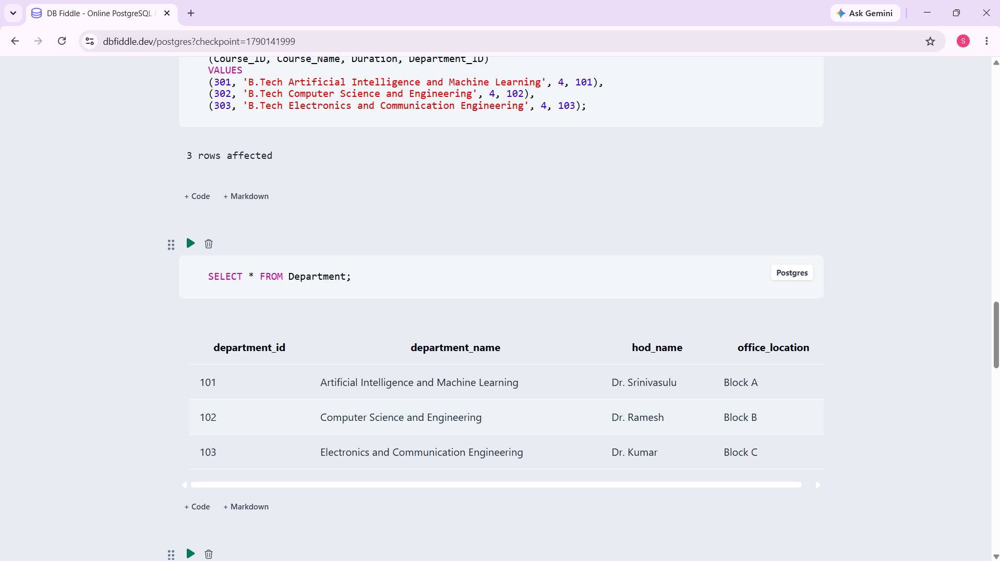 DB Fiddle - Online PostgreSQL
Ask Gemini
dbfiddle.dev/postgres?checkpoint=1790141999
S
(Course_ID, Course_Name, Duration, Department_ID)
VALUES
(301, 'B.Tech Artificial Intelligence and Machine Learning', 4, 101),
(302, 'B.Tech Computer Science and Engineering', 4, 102),
(303, 'B.Tech Electronics and Communication Engineering', 4, 103);
3 rows affected
+ Code + Markdown
SELECT * FROM Department;
Postgres
department_id department_name hod_name office_location
101 Artificial Intelligence and Machine Learning Dr. Srinivasulu Block A
102 Computer Science and Engineering Dr. Ramesh Block B
103 Electronics and Communication Engineering Dr. Kumar Block C
+ Code + Markdown